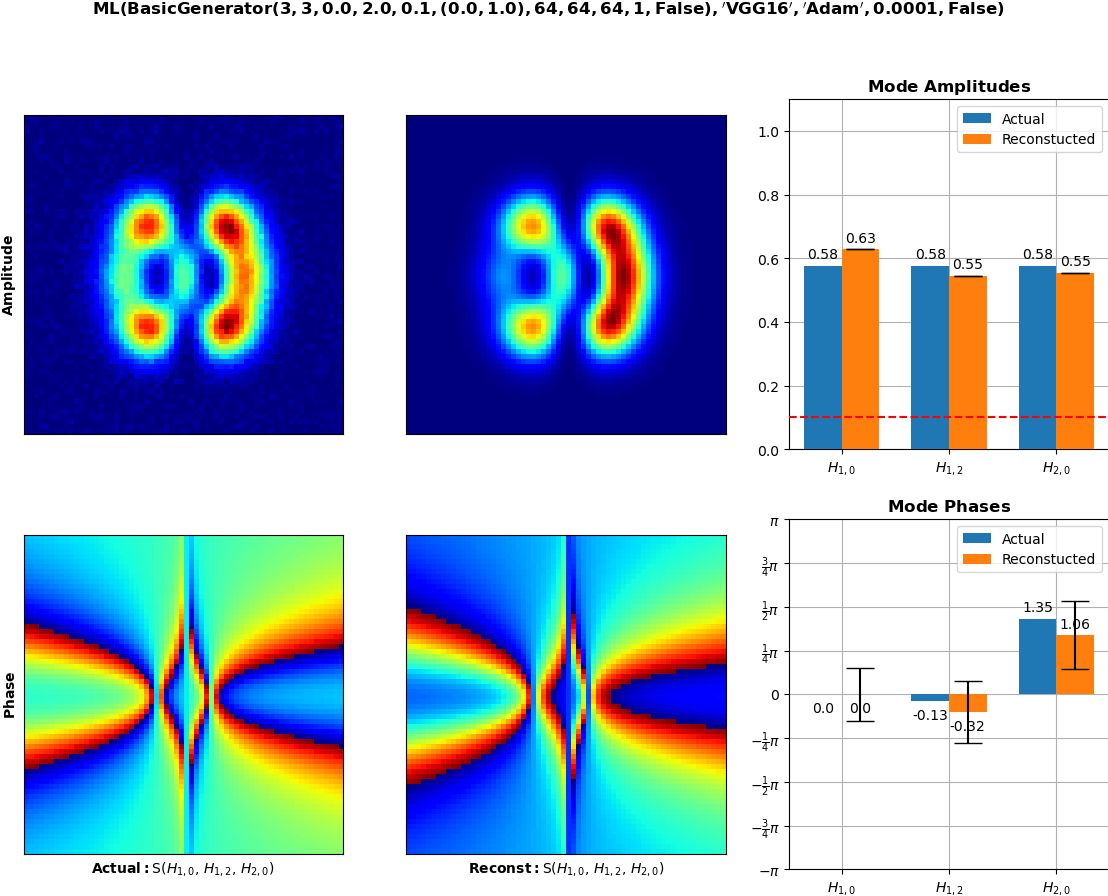 ML(BasicGenerator(3, 3, 0.0, 2.0, 0.1, (0.0, 1.0), 64, 64, 64, 1, False), ′VGG16′, ′Adam′, 0.0001, False)
Amplitude
Mode Amplitudes
Actual
Reconstucted
1.0
0.8
0.6
0.4
0.2
0.0
0.58
0.63
0.58
0.55
0.58
0.55
H1,0
H1,2
H2,0
Phase
Actual: S(H1,0, H1,2, H2,0)
Reconst: S(H1,0, H1,2, H2,0)
Mode Phases
Actual
Reconstucted
π
3/4π
1/2π
1/4π
0
−1/4π
−1/2π
−3/4π
−π
0.0
0.0
-0.13
-0.32
1.35
1.06
H1,0
H1,2
H2,0